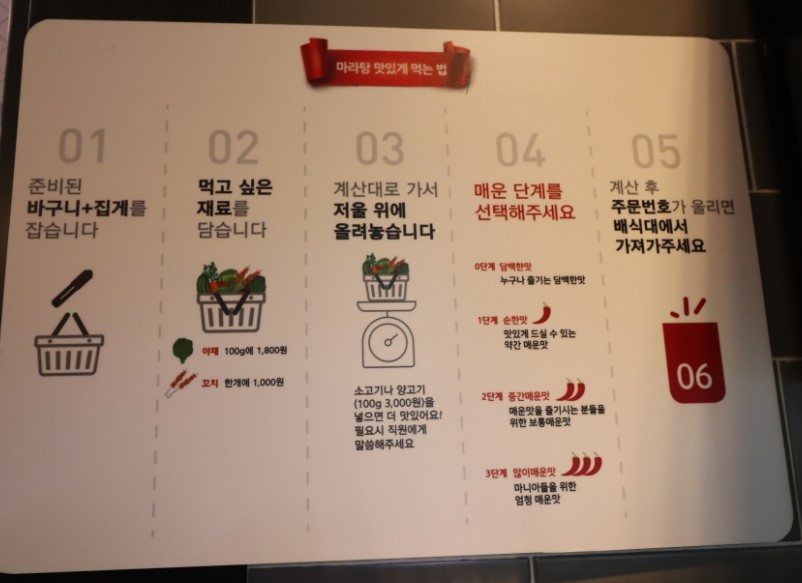 마라탕 맛있게 먹는 법
01
준비된
바구니+집게를
잡습니다
02
먹고 싶은
재료를
담습니다
야채 100g에 1,800원
꼬치 한개에 1,000원
03
계산대로 가서
저울 위에
올려놓습니다
소고기나 양고기
(100g 3,000원)을
넣으면 더 맛있어요!
필요시 직원에게
말씀해주세요
04
매운 단계를
선택해주세요
0단계 담백한맛
누구나 즐기는 담백한맛
1단계 순한맛
맛있게 드실 수 있는
약간 매운맛
2단계 중간매운맛
매운맛을 즐기시는 분들을
위한 보통매운맛
3단계 많이매운맛
마니아들을 위한
엄청 매운맛
05
계산 후
주문번호가 울리면
배식대에서
가져가주세요
06